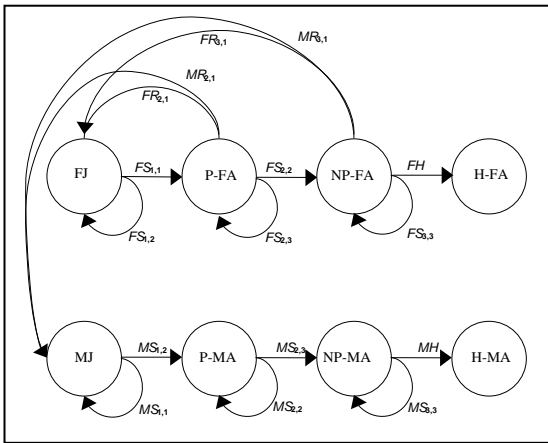 FR3,1 MR3,1
MR2,1
FR2,1
FJ FS1,1 P-FA FS2,2 NP-FA FH H-FA
FS1,2 FS2,3 FS3,3
MJ MS1,2 P-MA MS2,3 NP-MA MH H-MA
MS1,1 MS2,2 MS3,3